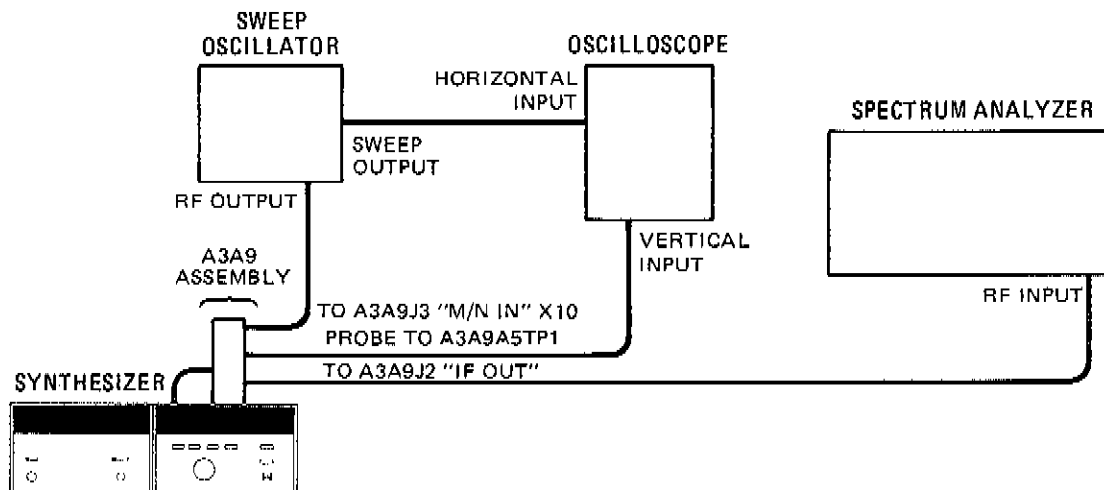 SWEEP
OSCILLATOR
OSCILLOSCOPE
HORIZONTAL
INPUT
SPECTRUM ANALYZER
SWEEP
OUTPUT
RF OUTPUT
VERTICAL
INPUT
A3A9
ASSEMBLY
RF INPUT
TO A3A9J3 "M/N IN" X10
PROBE TO A3A9A5TP1
TO A3A9J2 "IF OUT"
SYNTHESIZER